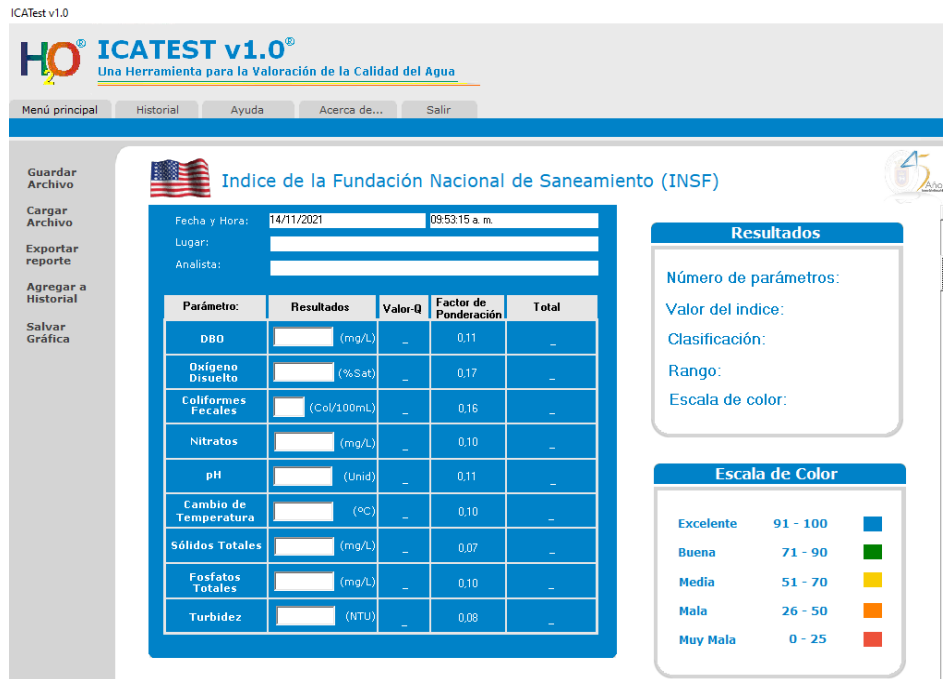 ICATest v1.0
H2O® ICATEST v1.0®
Una Herramienta para la Valoración de la Calidad del Agua
Menú principal Historial Ayuda Acerca de... Salir
Guardar Archivo
Cargar Archivo
Exportar reporte
Agregar a Historial
Salvar Gráfica
Indice de la Fundación Nacional de Saneamiento (INSF)
45 Años
Fecha y Hora: 14/11/2021 09:53:15 a. m.
Lugar:
Analista:
Parámetro: Resultados Valor-Q Factor de Ponderación Total
DBO (mg/L) _ 0,11 _
Oxígeno Disuelto (%Sat) _ 0,17 _
Coliformes Fecales (Col/100mL) _ 0,16 _
Nitratos (mg/L) _ 0,10 _
pH (Unid) _ 0,11 _
Cambio de Temperatura (ºC) _ 0,10 _
Sólidos Totales (mg/L) _ 0,07 _
Fosfatos Totales (mg/L) _ 0,10 _
Turbidez (NTU) _ 0,08 _
Resultados
Número de parámetros:
Valor del indice:
Clasificación:
Rango:
Escala de color:
Escala de Color
Excelente 91 - 100
Buena 71 - 90
Media 51 - 70
Mala 26 - 50
Muy Mala 0 - 25